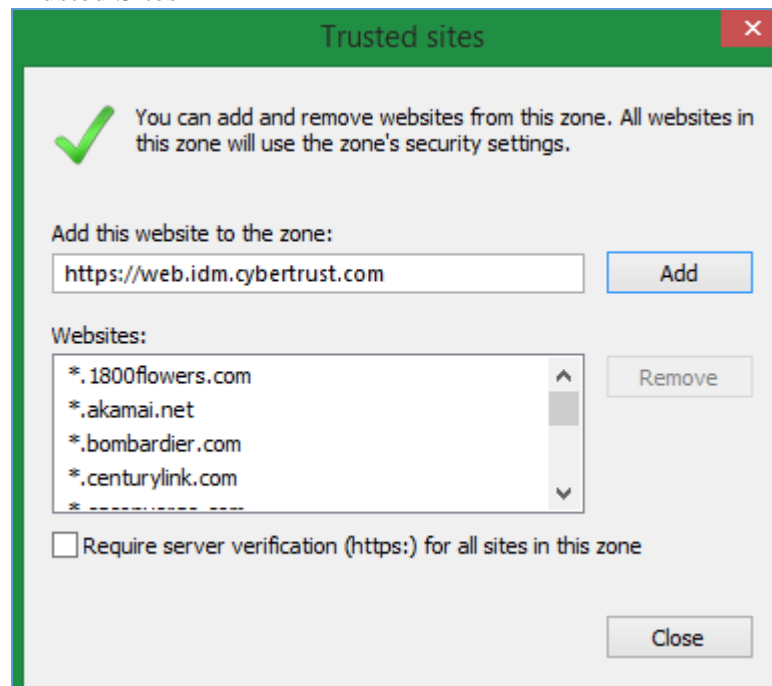 Trusted sites
You can add and remove websites from this zone. All websites in
this zone will use the zone's security settings.
Add this website to the zone:
https://web.idm.cybertrust.com
Add
Websites:
*.1800flowers.com
Remove
*.akamai.net
*.bombardier.com
*.centurylink.com
Require server verification (https:) for all sites in this zone
Close